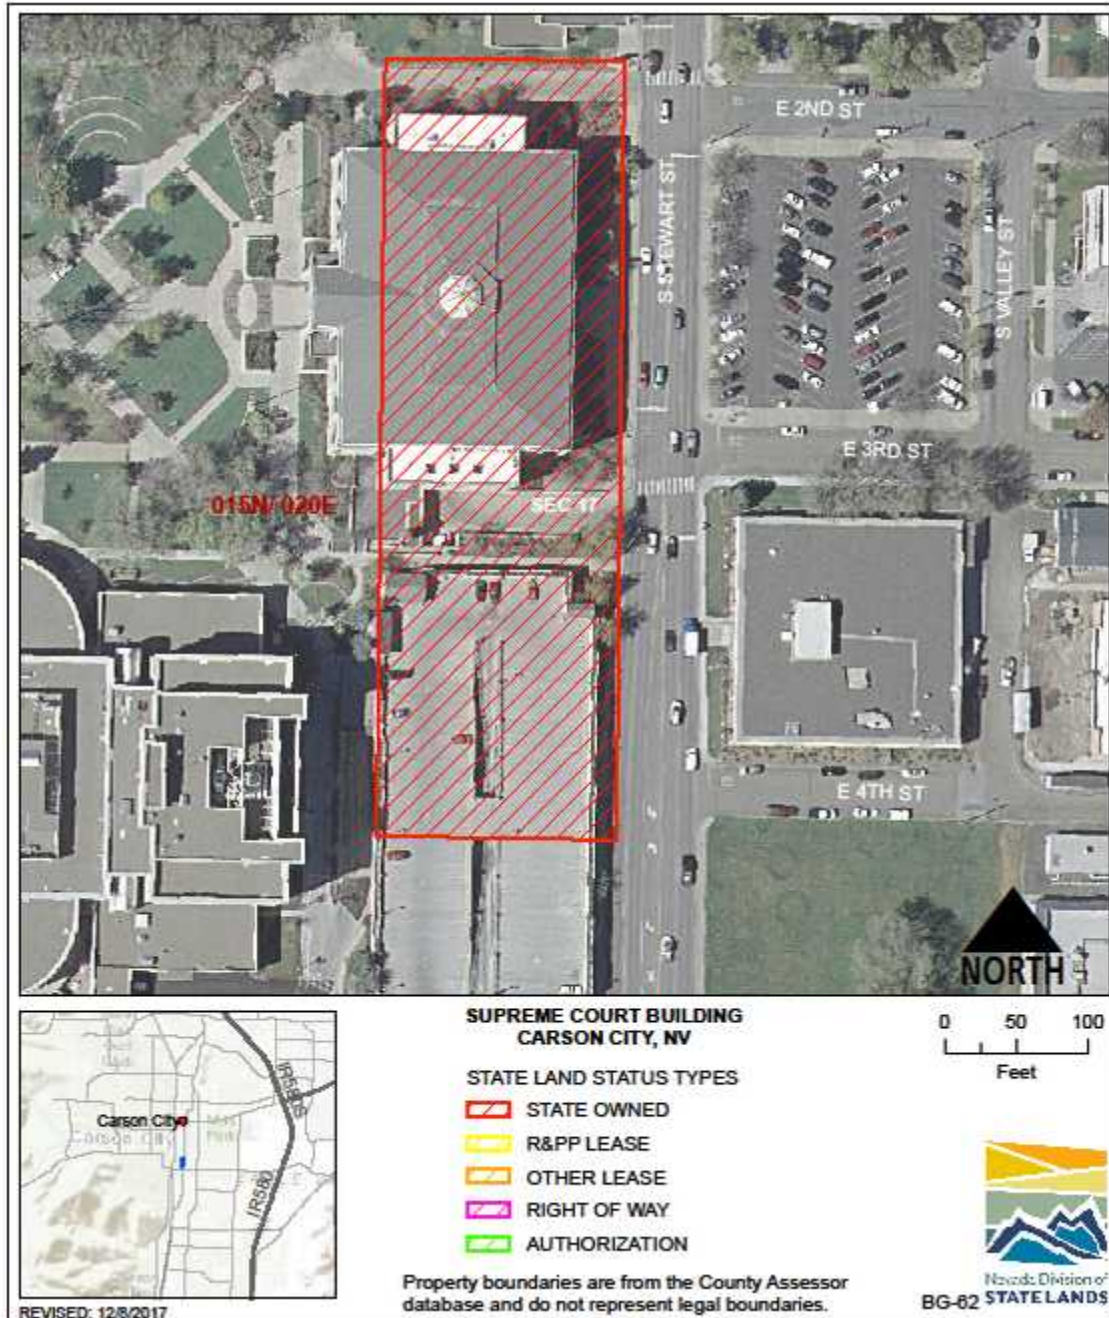 E 2ND ST
S STEWART ST
S VALLEY ST
E 3RD ST
015N/ 020E
SEC 17
E 4TH ST
NORTH
SUPREME COURT BUILDING
CARSON CITY, NV
0 50 100
Feet
STATE LAND STATUS TYPES
STATE OWNED
R&PP LEASE
OTHER LEASE
RIGHT OF WAY
AUTHORIZATION
Carson City
Carson City
IR580S
IR580
Property boundaries are from the County Assessor
database and do not represent legal boundaries.
BG-62
Nevada Division of
STATE LANDS
REVISED: 12/8/2017